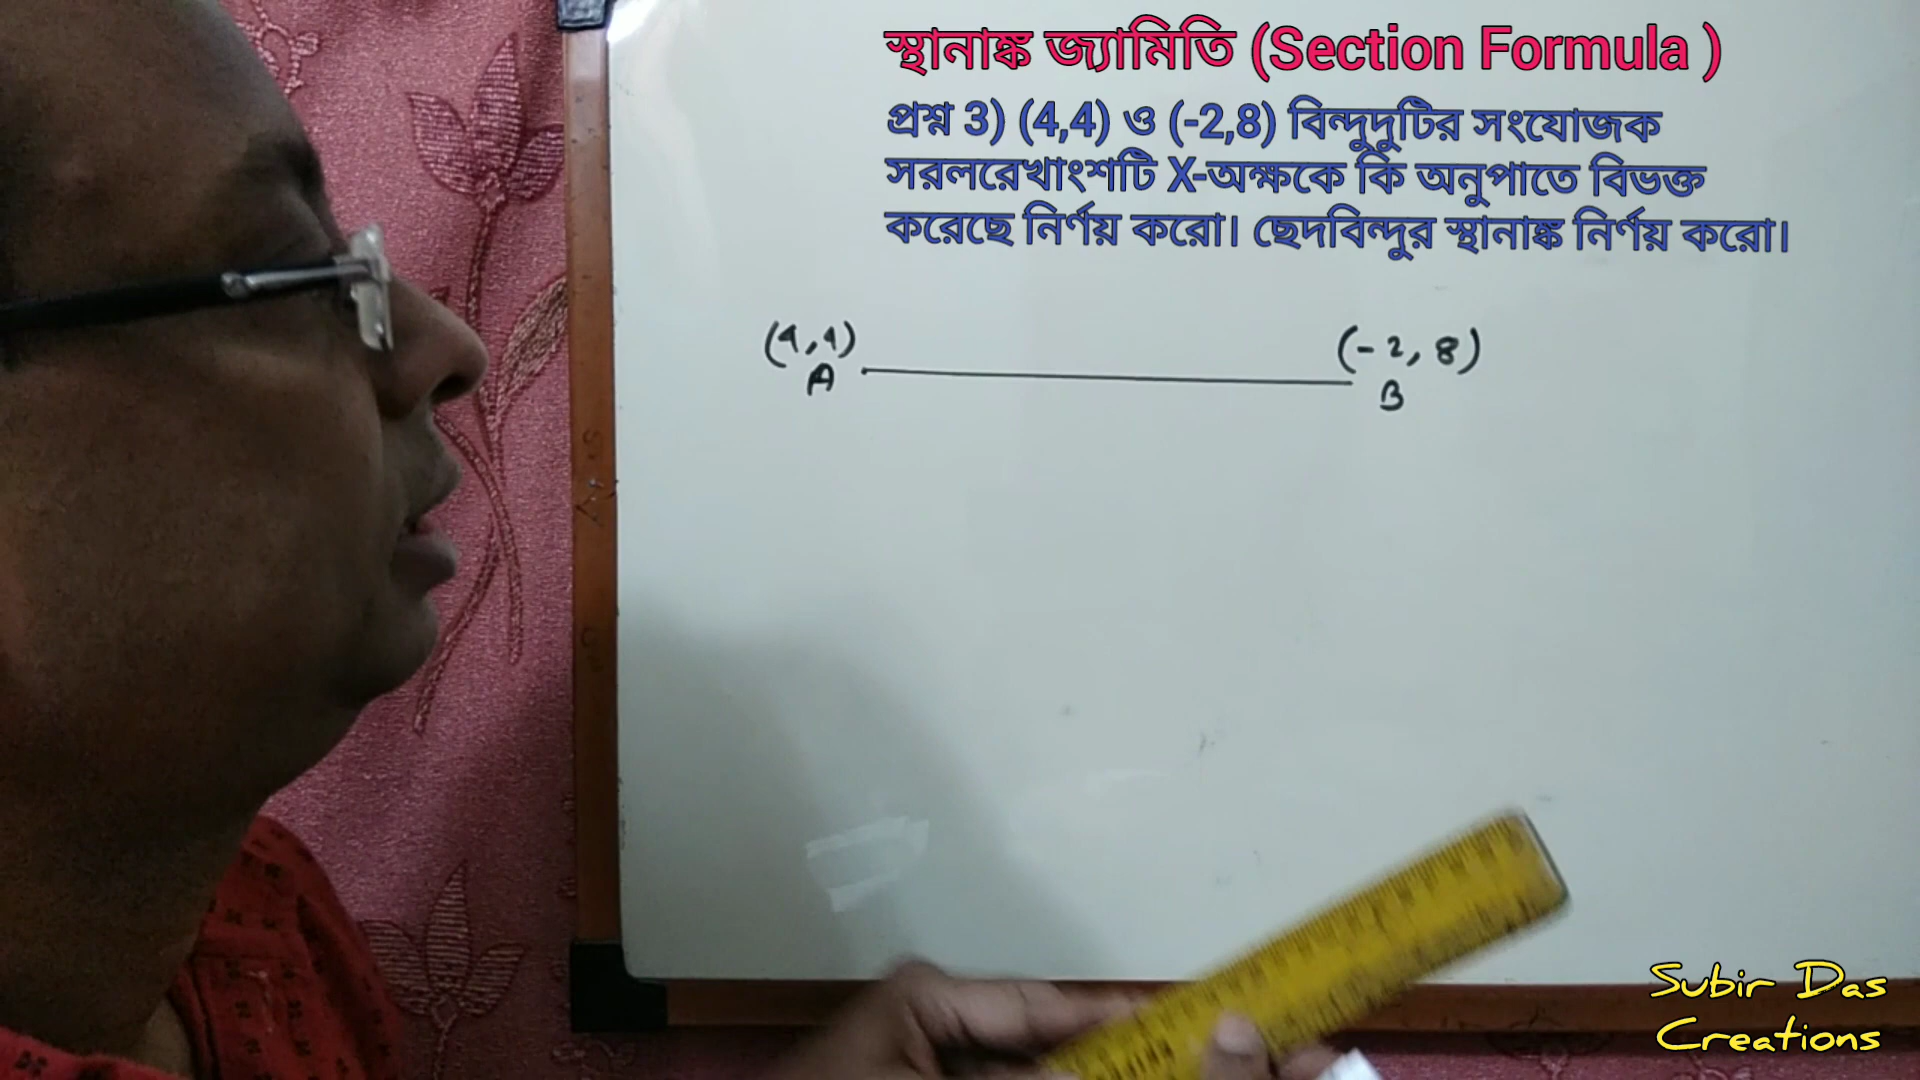 স্থানাঙ্ক জ্যামিতি (Section Formula )
প্রশ্ন 3) (4,4) ও (-2,8) বিন্দুদুটির সংযোজক
সরলরেখাংশটি X-অক্ষকে কি অনুপাতে বিভক্ত
করেছে নির্ণয় করো। ছেদবিন্দুর স্থানাঙ্ক নির্ণয় করো।
(4,4)
A
(-2, 8)
B
Subir Das
Creations